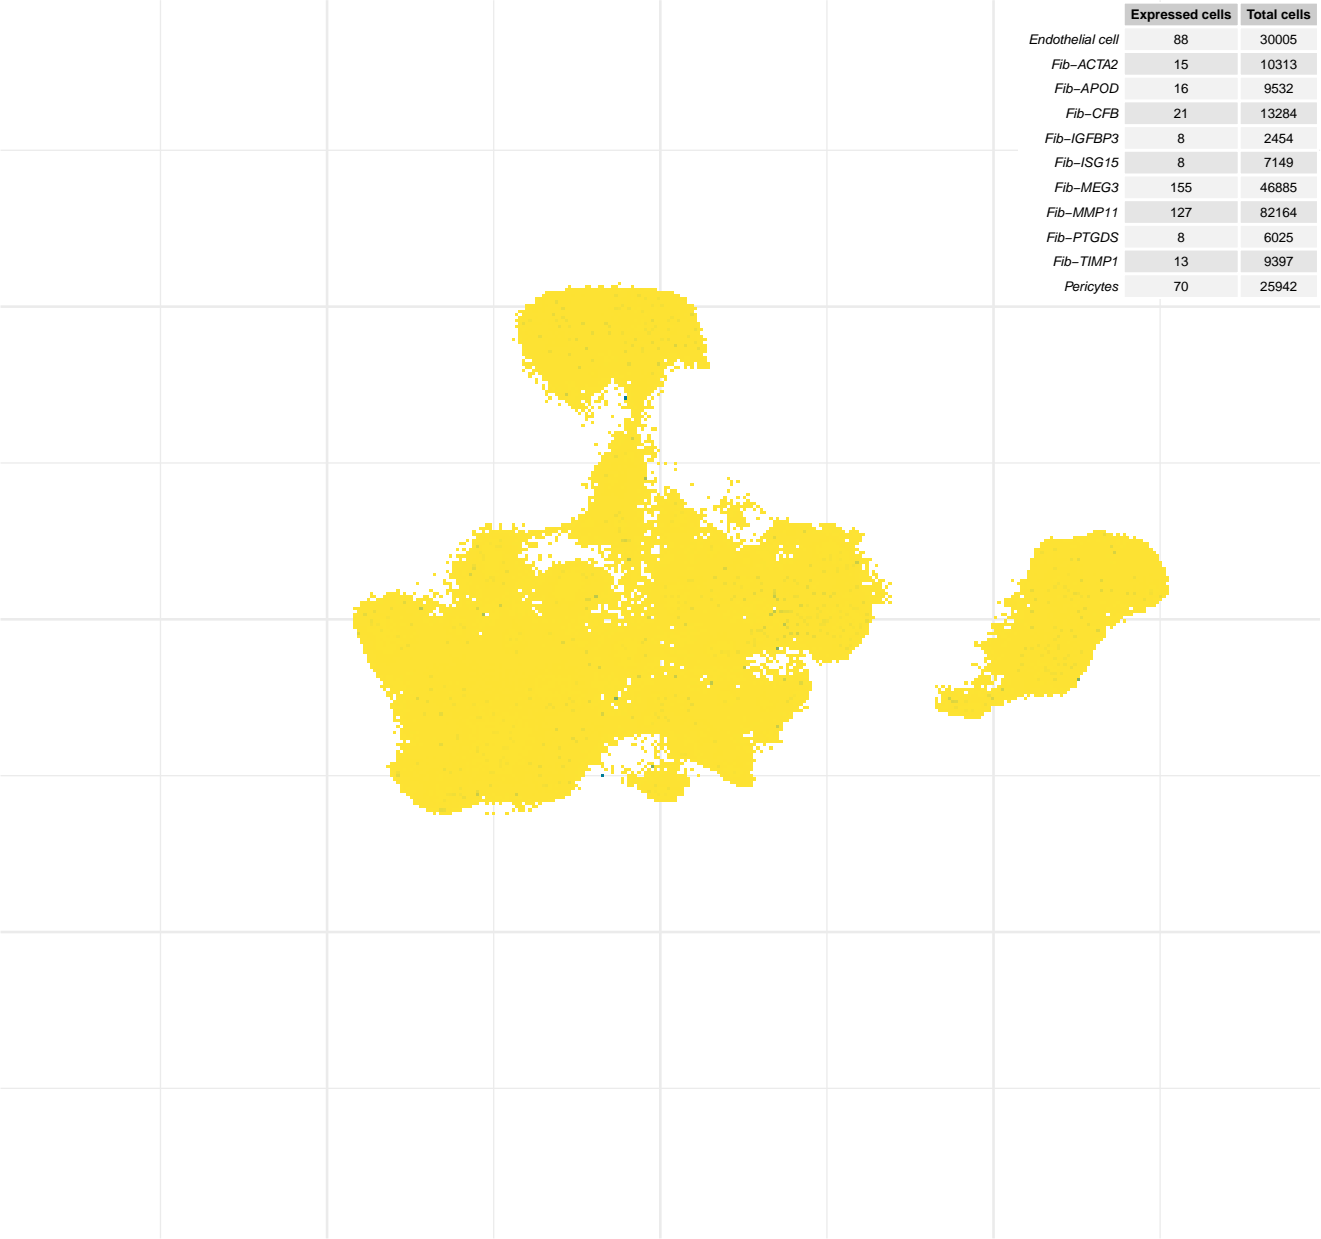 Expressed cells Total cells
Endothelial cell 88 30005
Fib−ACTA2 15 10313
Fib−APOD 16 9532
Fib−CFB 21 13284
Fib−IGFBP3 8 2454
Fib−ISG15 8 7149
Fib−MEG3 155 46885
Fib−MMP11 127 82164
Fib−PTGDS 8 6025
Fib−TIMP1 13 9397
Pericytes 70 25942